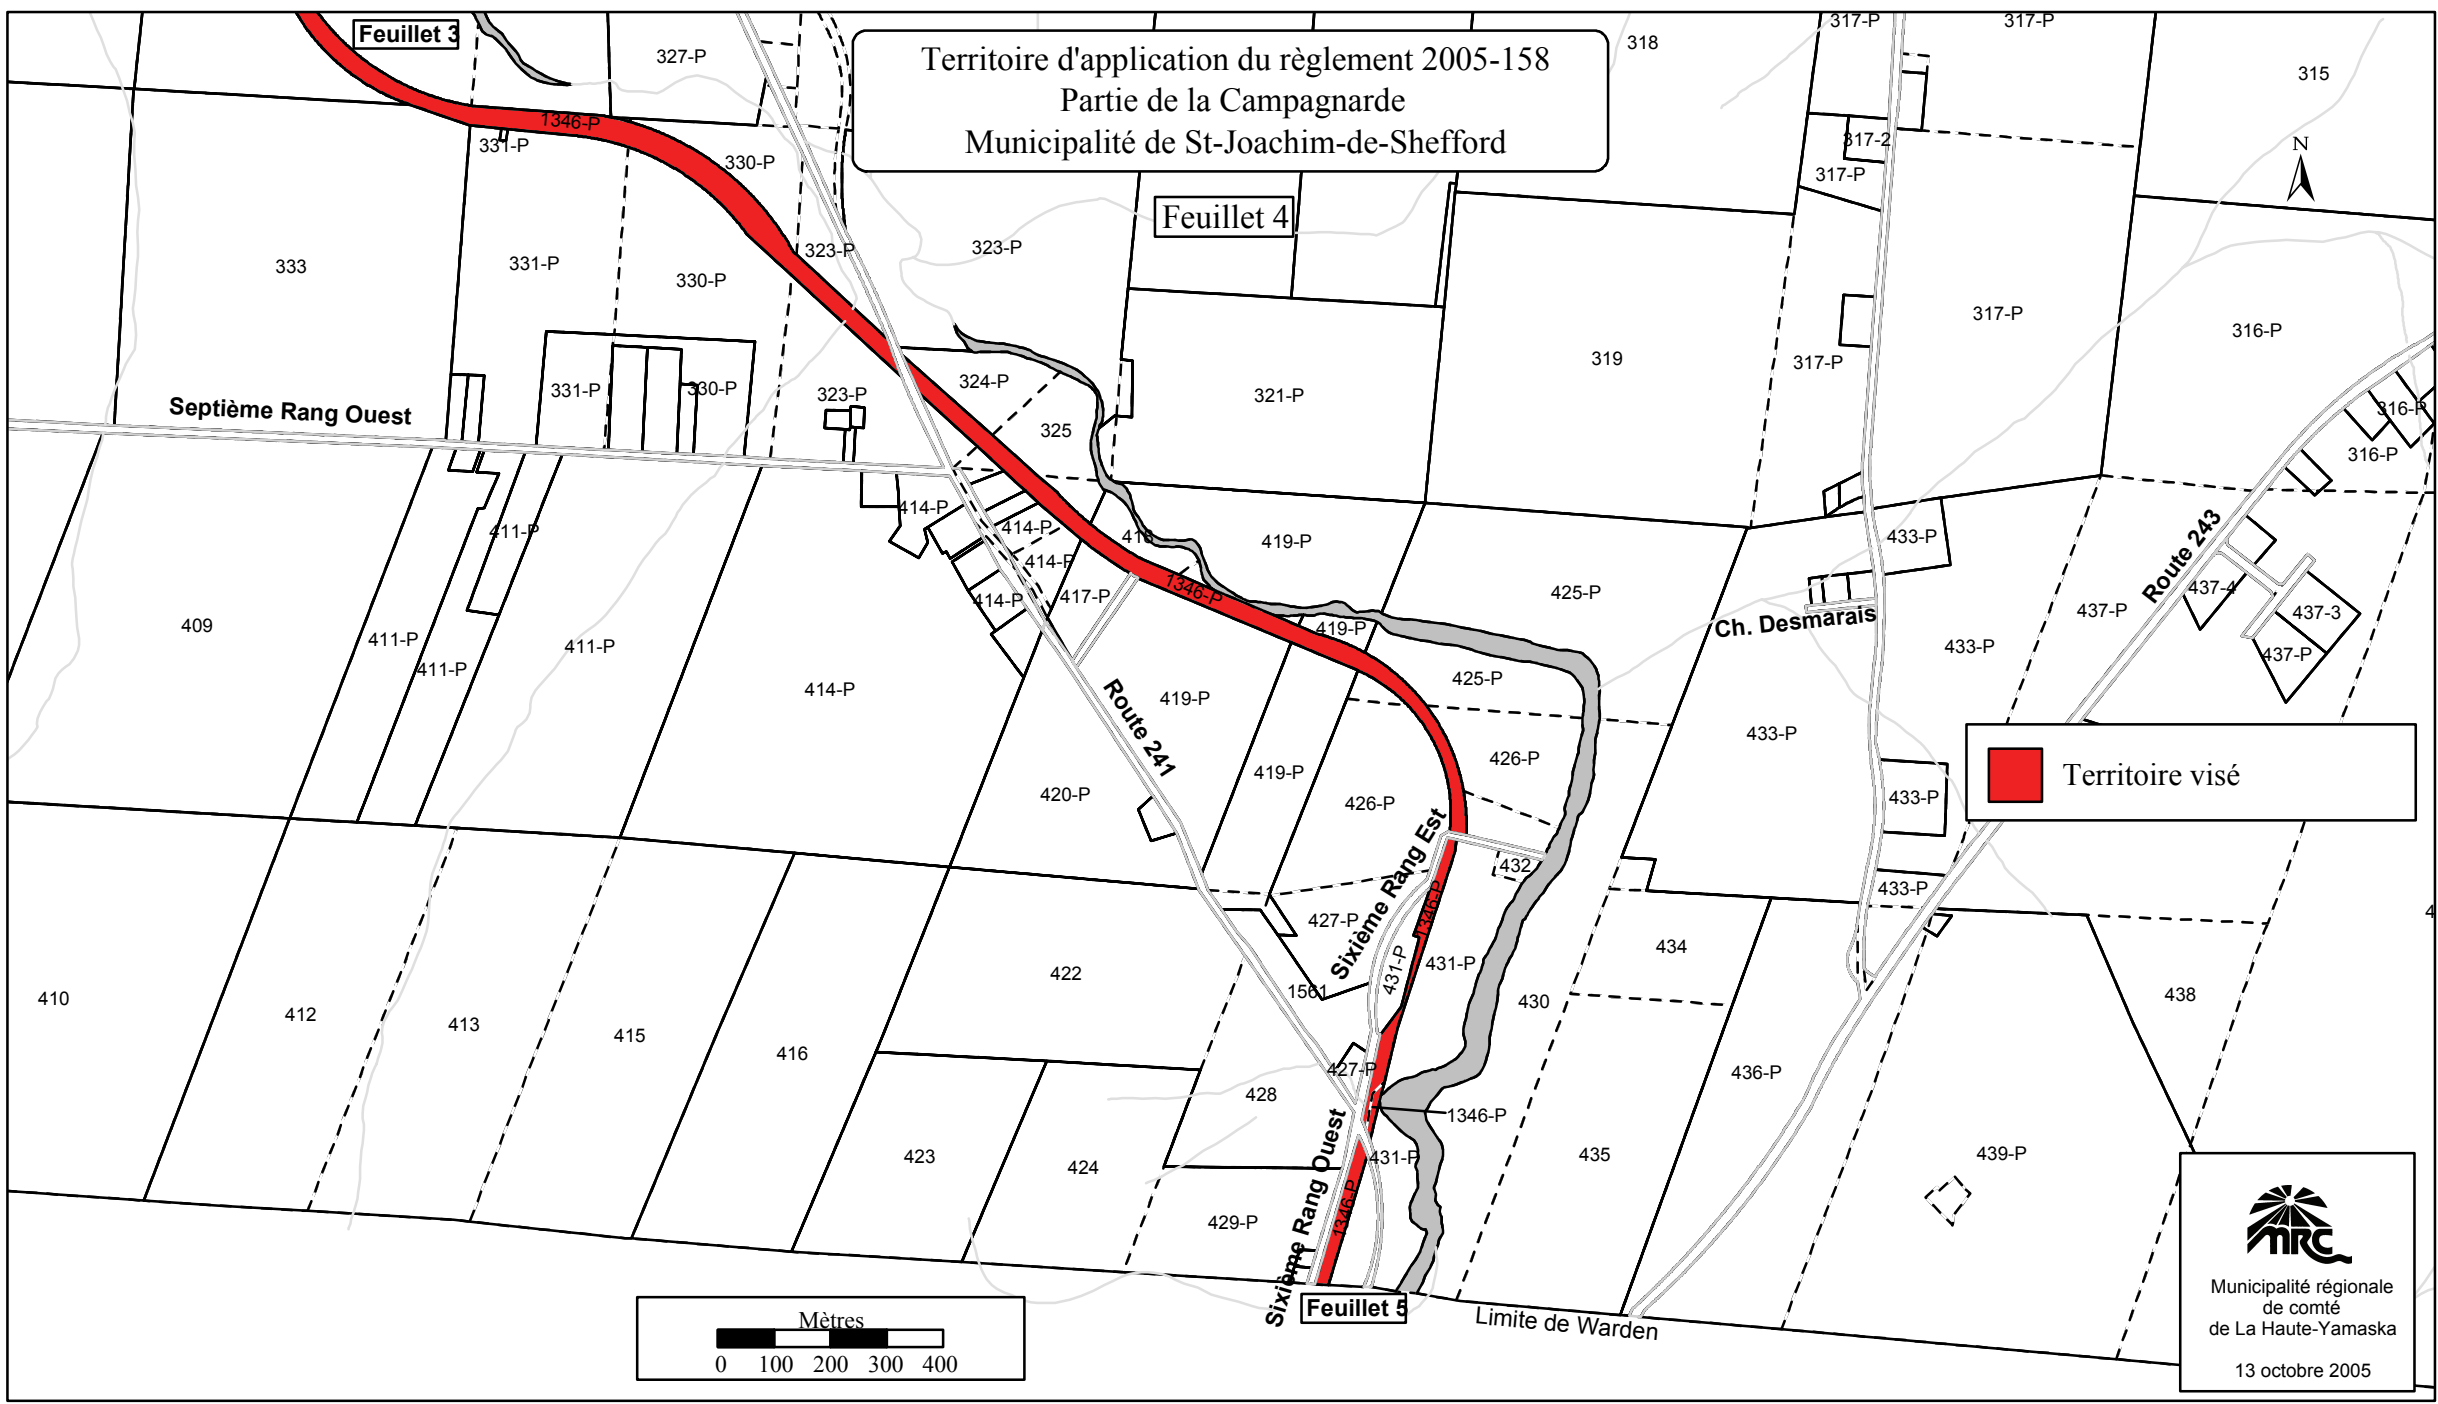 Feuillet 3
Territoire d'application du règlement 2005-158
Partie de la Campagnarde
Municipalité de St-Joachim-de-Shefford
Feuillet 4
N
327-P
318
317-P
317-P
315
1346-P
331-P
330-P
317-2
317-P
333
331-P
330-P
323-P
323-P
317-P
316-P
319
317-P
324-P
321-P
331-P
330-P
323-P
325
316-P
316-P
Septième Rang Ouest
414-P
411-P
414-P
419-P
433-P
Route 243
414-P
425-P
437-4
409
411-P
411-P
411-P
414-P
417-P
1346-P
419-P
Ch. Desmarais
437-P
437-3
433-P
437-P
414-P
419-P
425-P
Route 241
433-P
426-P
419-P
420-P
426-P
433-P
Territoire visé
Sixième Rang Est
432
433-P
427-P
1346-P
434
422
431-P
431-P
1561
430
438
410
412
413
415
416
427-P
428
436-P
1346-P
423
424
431-P
435
439-P
429-P
Sixième Rang Ouest
1346-P
Feuillet 5
Limite de Warden
Mètres
0 100 200 300 400
MRC
Municipalité régionale
de comté
de La Haute-Yamaska
13 octobre 2005